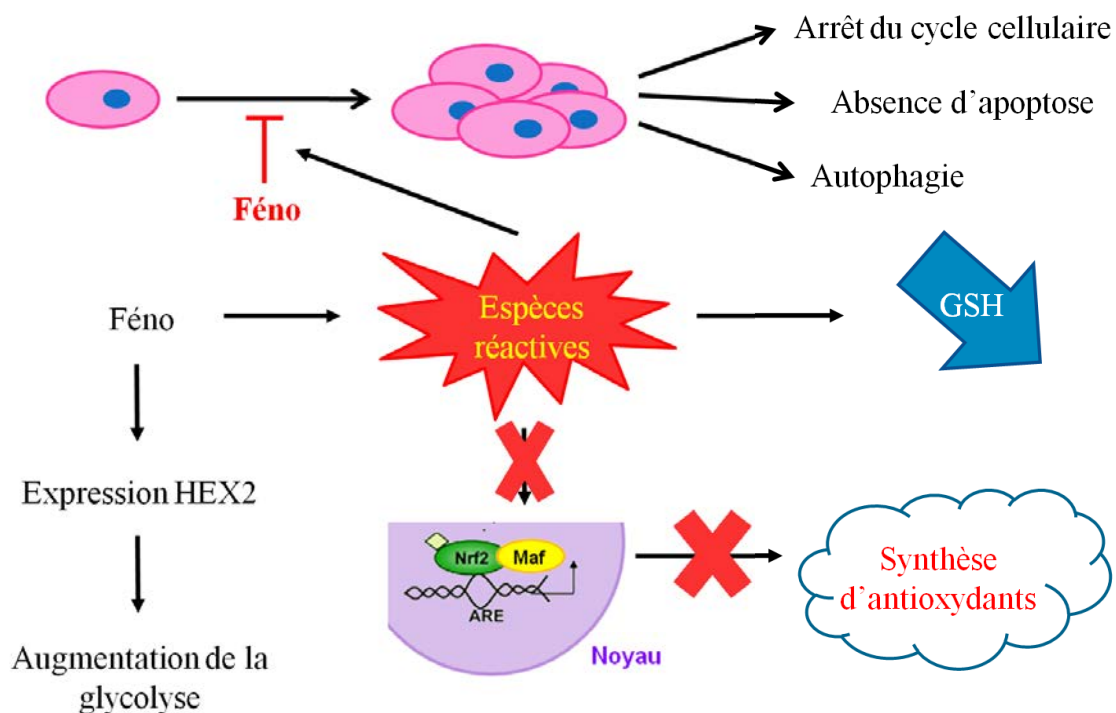 Arrêt du cycle cellulaire
Absence d’apoptose
Autophagie
Féno
Féno
Espèces
réactives
GSH
Expression HEX2
Augmentation de la
glycolyse
Nrf2
Maf
ARE
Noyau
Synthèse
d’antioxydants